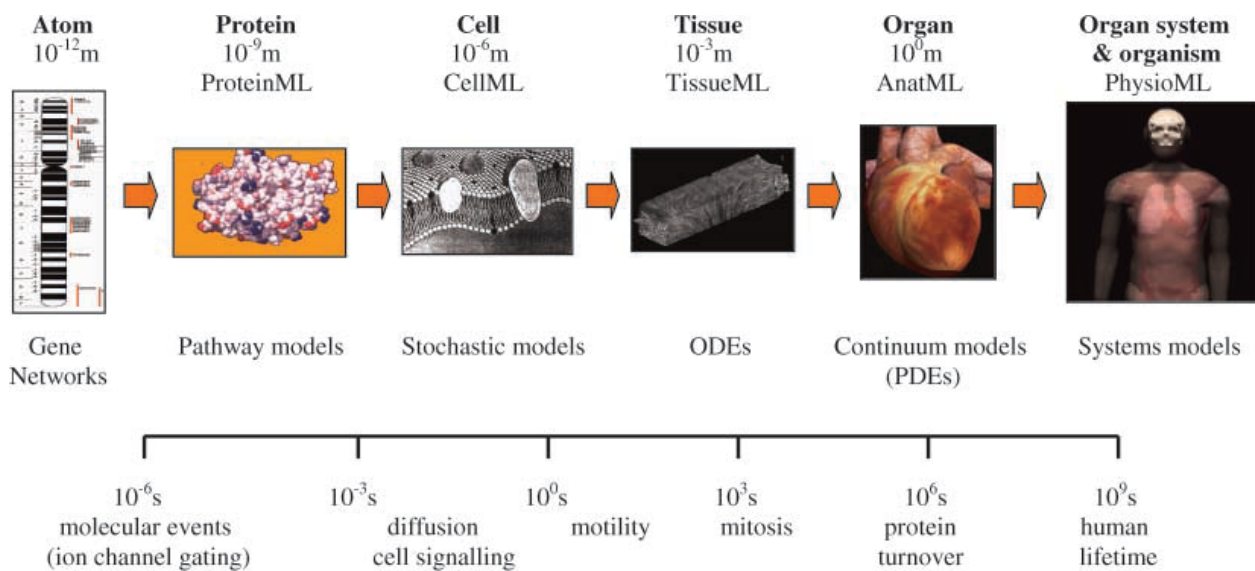 Atom
10⁻¹²m
Protein
10⁻⁹m
ProteinML
Cell
10⁻⁶m
CellML
Tissue
10⁻³m
TissueML
Organ
10⁰m
AnatML
Organ system
& organism
PhysioML
Gene
Networks
Pathway models
Stochastic models
ODEs
Continuum models
(PDEs)
Systems models
10⁻⁶s
molecular events
(ion channel gating)
10⁻³s
diffusion
cell signalling
10⁰s
motility
10³s
mitosis
10⁶s
protein
turnover
10⁹s
human
lifetime